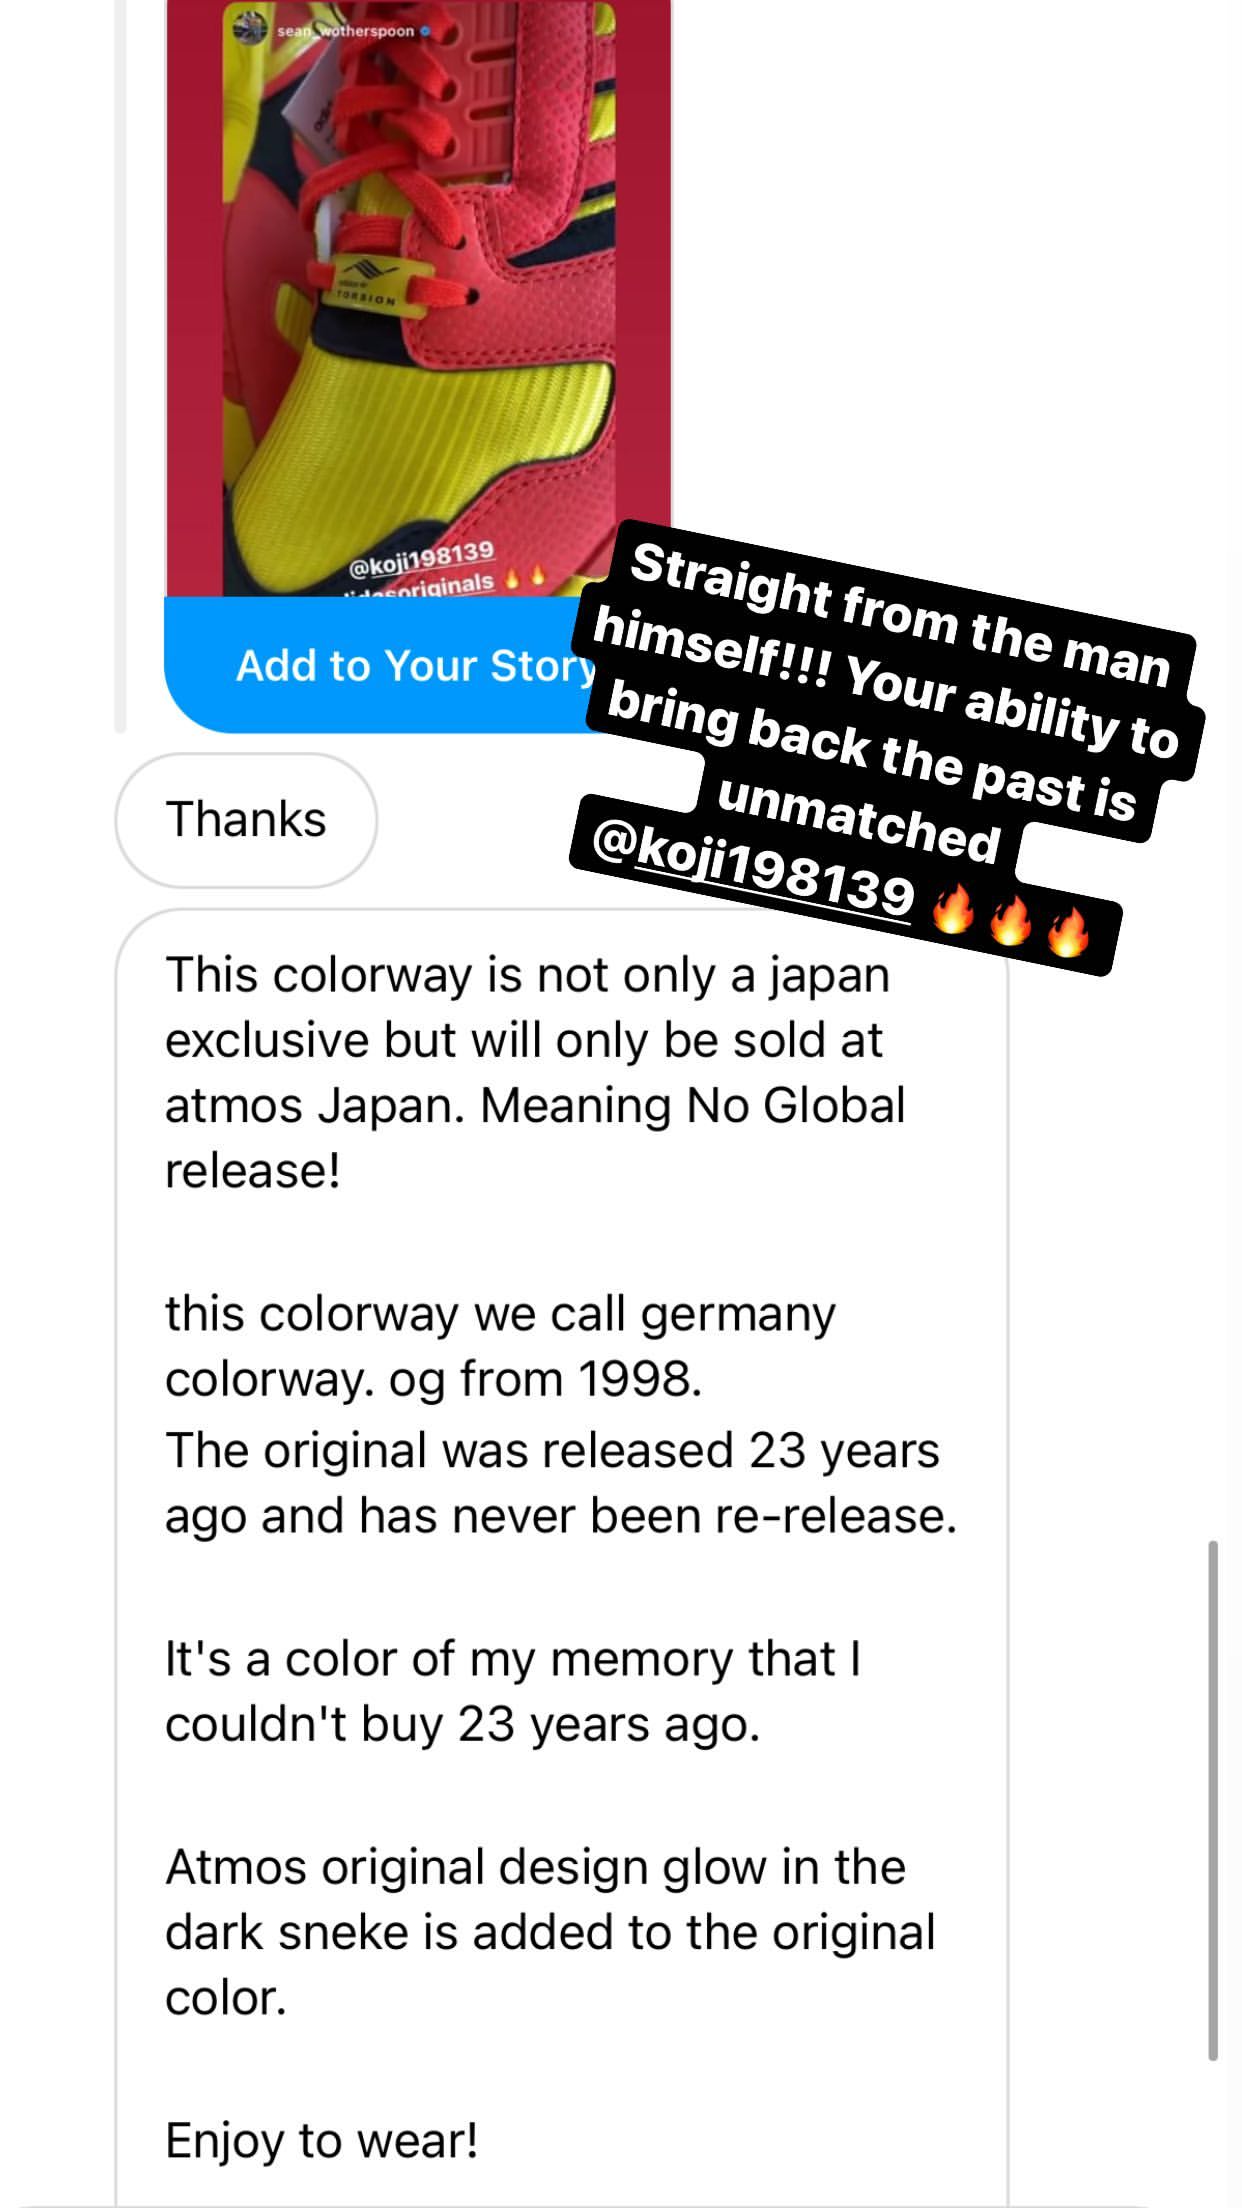 sean_wotherspoon
TORSION
@koji198139
Add to Your Story
Straight from the man
himself!!! Your ability to
bring back the past is
unmatched
@koji198139 🔥🔥🔥
Thanks
This colorway is not only a japan
exclusive but will only be sold at
atmos Japan. Meaning No Global
release!
this colorway we call germany
colorway. og from 1998.
The original was released 23 years
ago and has never been re-release.
It's a color of my memory that I
couldn't buy 23 years ago.
Atmos original design glow in the
dark sneke is added to the original
color.
Enjoy to wear!